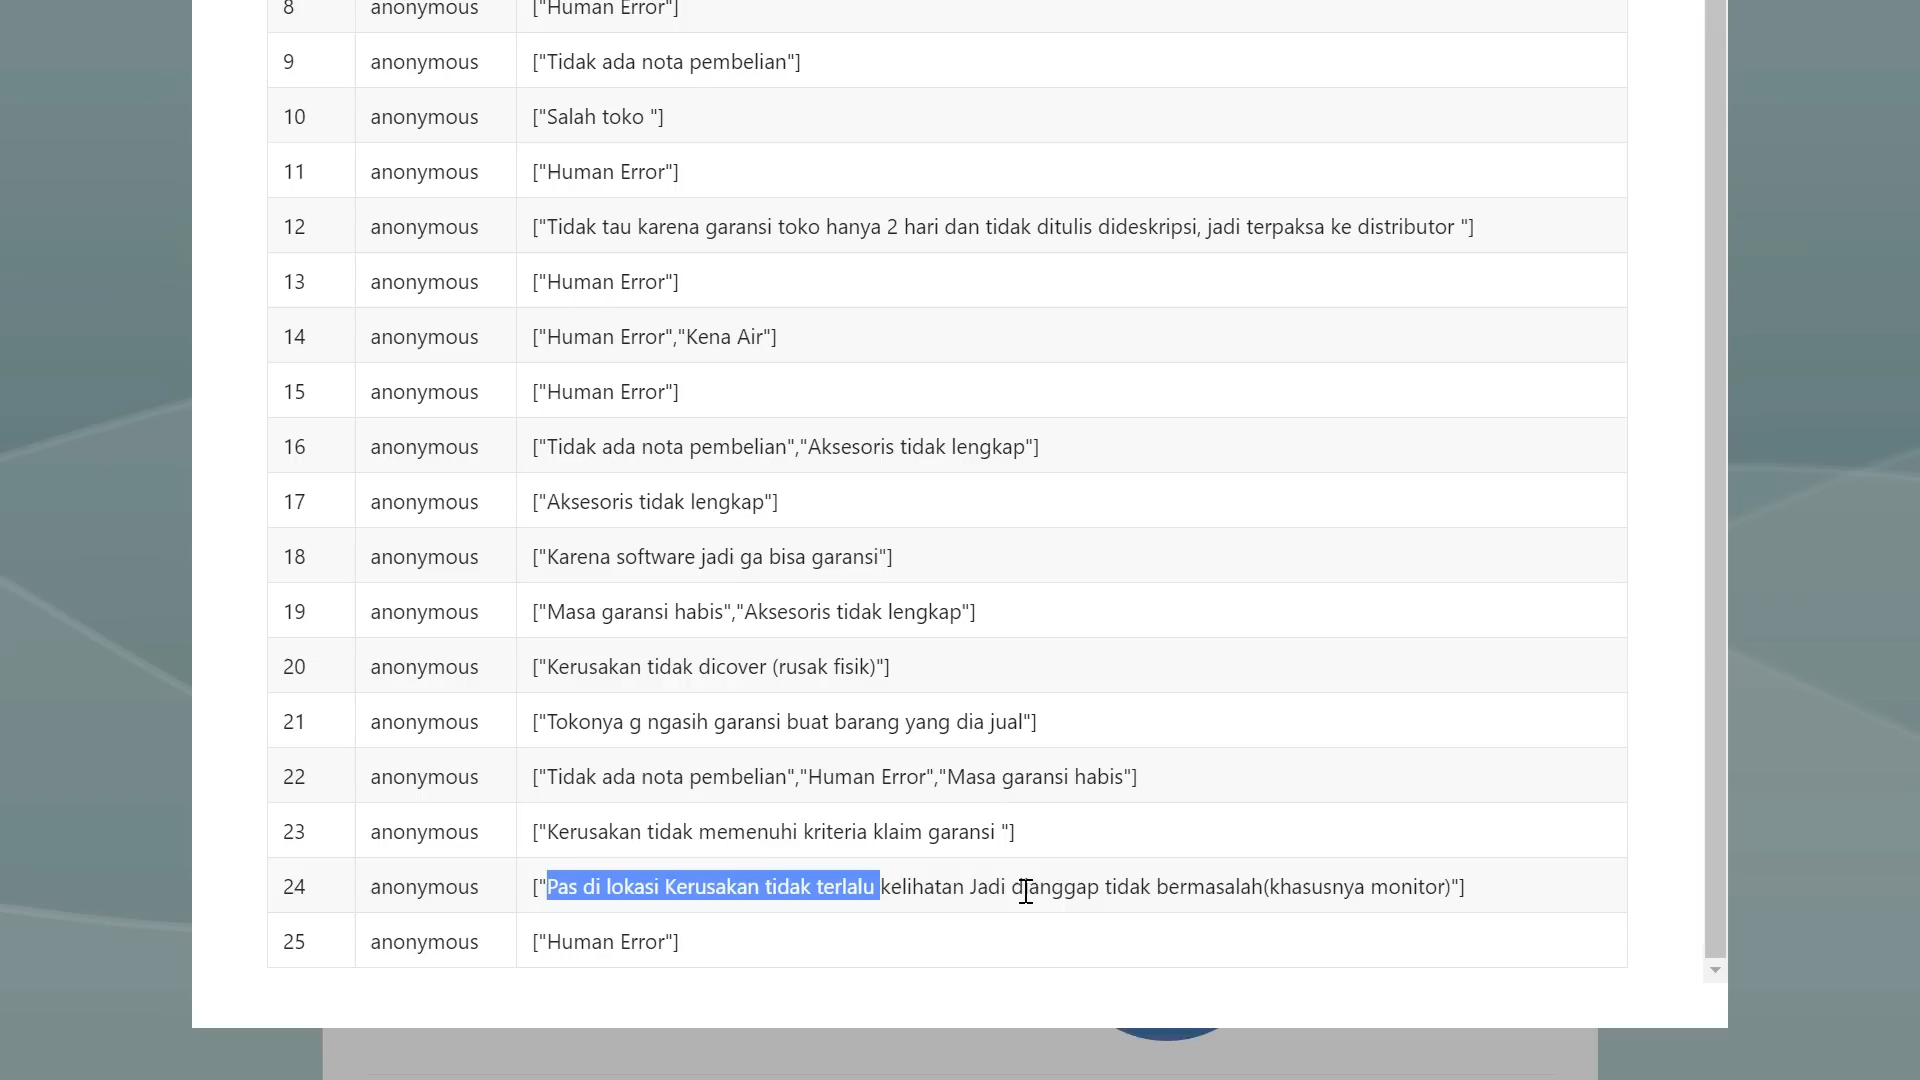 8 anonymous ["Human Error"]
9 anonymous ["Tidak ada nota pembelian"]
10 anonymous ["Salah toko "]
11 anonymous ["Human Error"]
12 anonymous ["Tidak tau karena garansi toko hanya 2 hari dan tidak ditulis dideskripsi, jadi terpaksa ke distributor "]
13 anonymous ["Human Error"]
14 anonymous ["Human Error","Kena Air"]
15 anonymous ["Human Error"]
16 anonymous ["Tidak ada nota pembelian","Aksesoris tidak lengkap"]
17 anonymous ["Aksesoris tidak lengkap"]
18 anonymous ["Karena software jadi ga bisa garansi"]
19 anonymous ["Masa garansi habis","Aksesoris tidak lengkap"]
20 anonymous ["Kerusakan tidak dicover (rusak fisik)"]
21 anonymous ["Tokonya g ngasih garansi buat barang yang dia jual"]
22 anonymous ["Tidak ada nota pembelian","Human Error","Masa garansi habis"]
23 anonymous ["Kerusakan tidak memenuhi kriteria klaim garansi "]
24 anonymous ["Pas di lokasi Kerusakan tidak terlalu kelihatan Jadi dianggap tidak bermasalah(khasusnya monitor)"]
25 anonymous ["Human Error"]